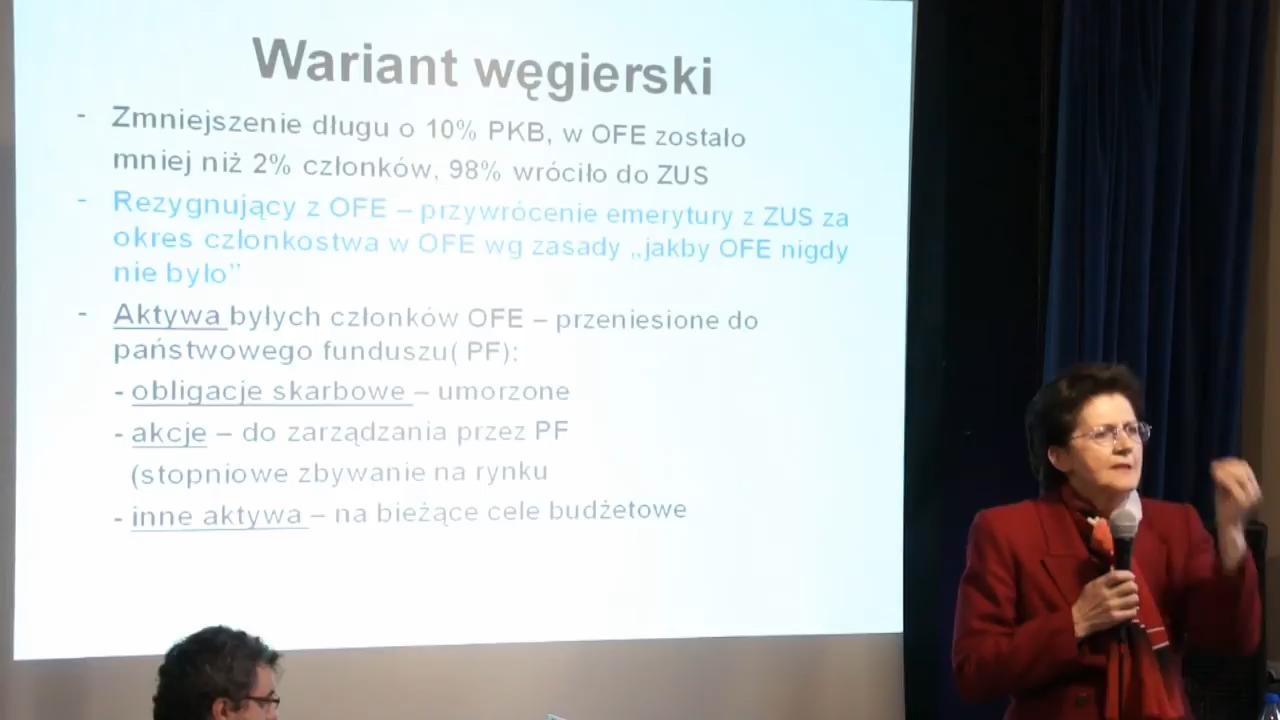 Wariant węgierski
- Zmniejszenie długu o 10% PKB, w OFE zostało
mniej niż 2% członków, 98% wróciło do ZUS
- Rezygnujący z OFE – przywrócenie emerytury z ZUS za
okres członkostwa w OFE wg zasady „jakby OFE nigdy
nie było”
- Aktywa byłych członków OFE – przeniesione do
państwowego funduszu( PF):
- obligacje skarbowe – umorzone
- akcje – do zarządzania przez PF
(stopniowe zbywanie na rynku
- inne aktywa – na bieżące cele budżetowe